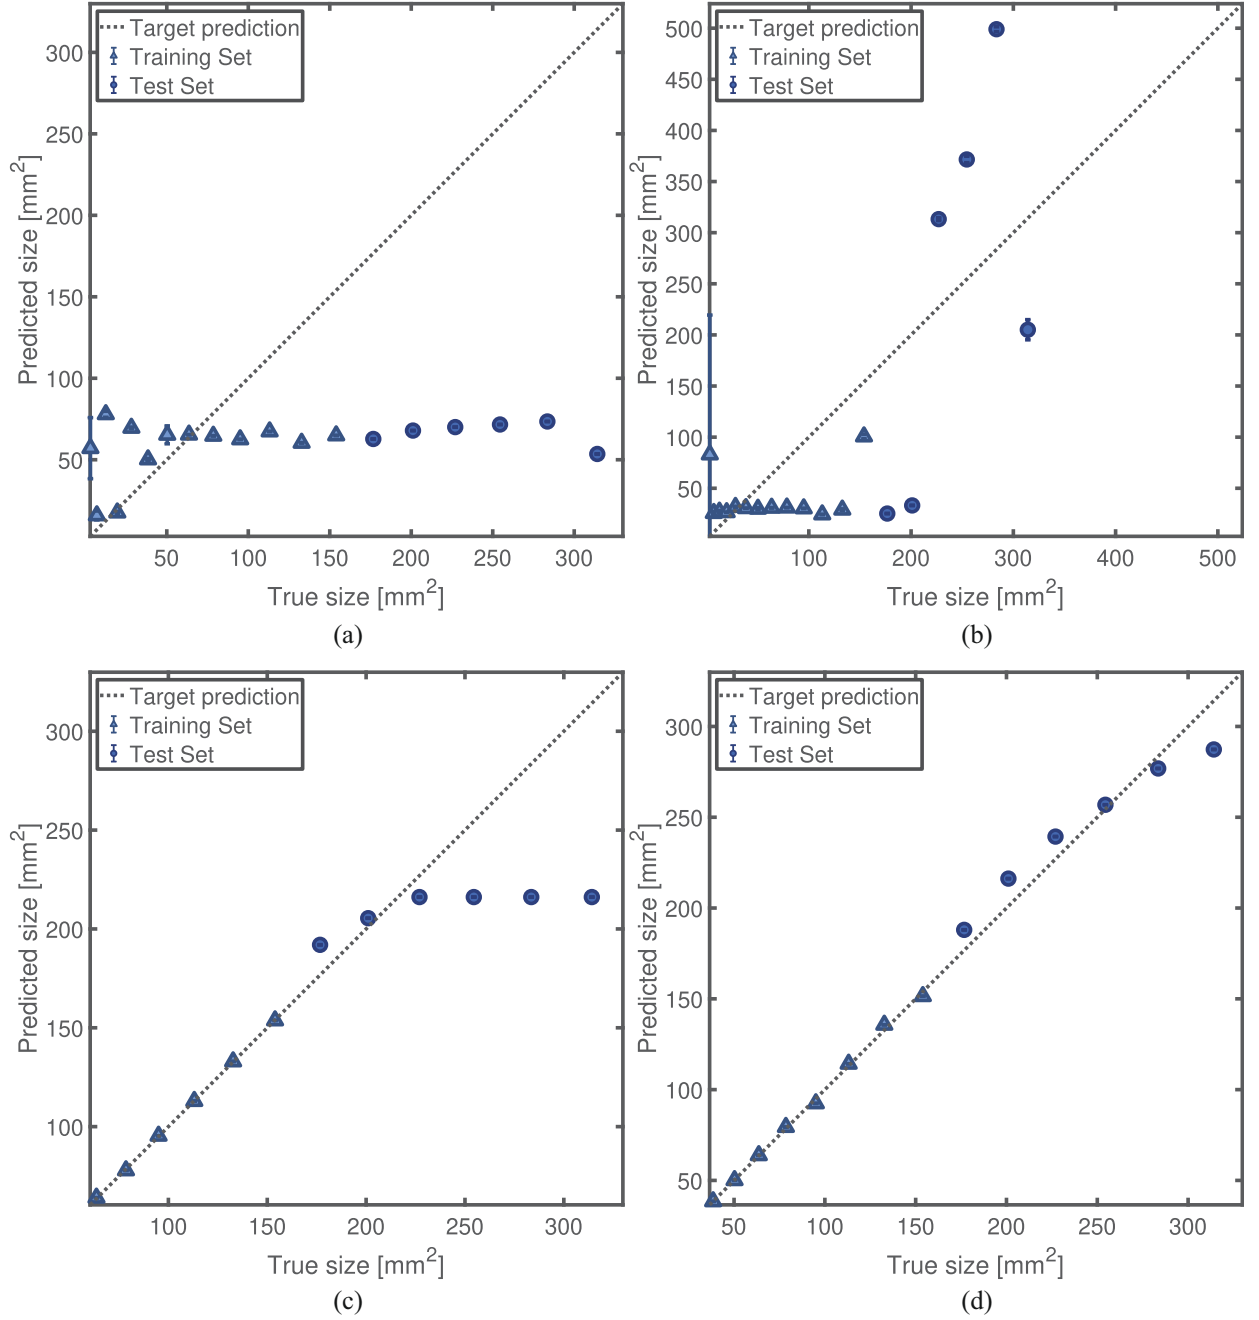 Target prediction
Training Set
Test Set
Predicted size [mm²]
300
250
200
150
100
50
50 100 150 200 250 300
True size [mm²]
(a)
Target prediction
Training Set
Test Set
Predicted size [mm²]
500
450
400
350
300
250
200
150
100
50
100 200 300 400 500
True size [mm²]
(b)
Target prediction
Training Set
Test Set
Predicted size [mm²]
300
250
200
150
100
100 150 200 250 300
True size [mm²]
(c)
Target prediction
Training Set
Test Set
Predicted size [mm²]
300
250
200
150
100
50
50 100 150 200 250 300
True size [mm²]
(d)